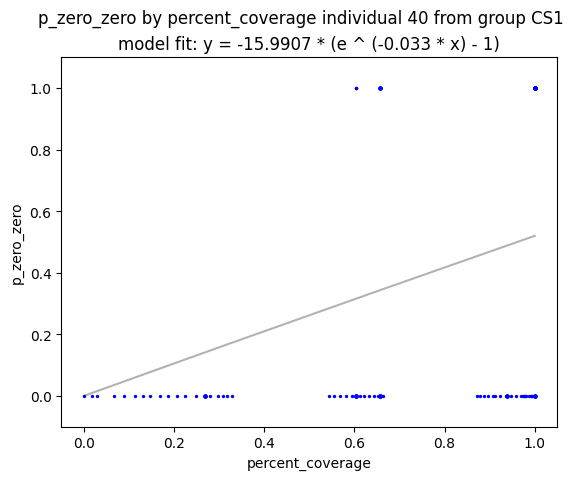 p_zero_zero by percent_coverage individual 40 from group CS1
model fit: y = -15.9907 * (e ^ (-0.033 * x) - 1)
1.0
0.8
0.6
0.4
0.2
0.0
p_zero_zero
0.0 0.2 0.4 0.6 0.8 1.0
percent_coverage